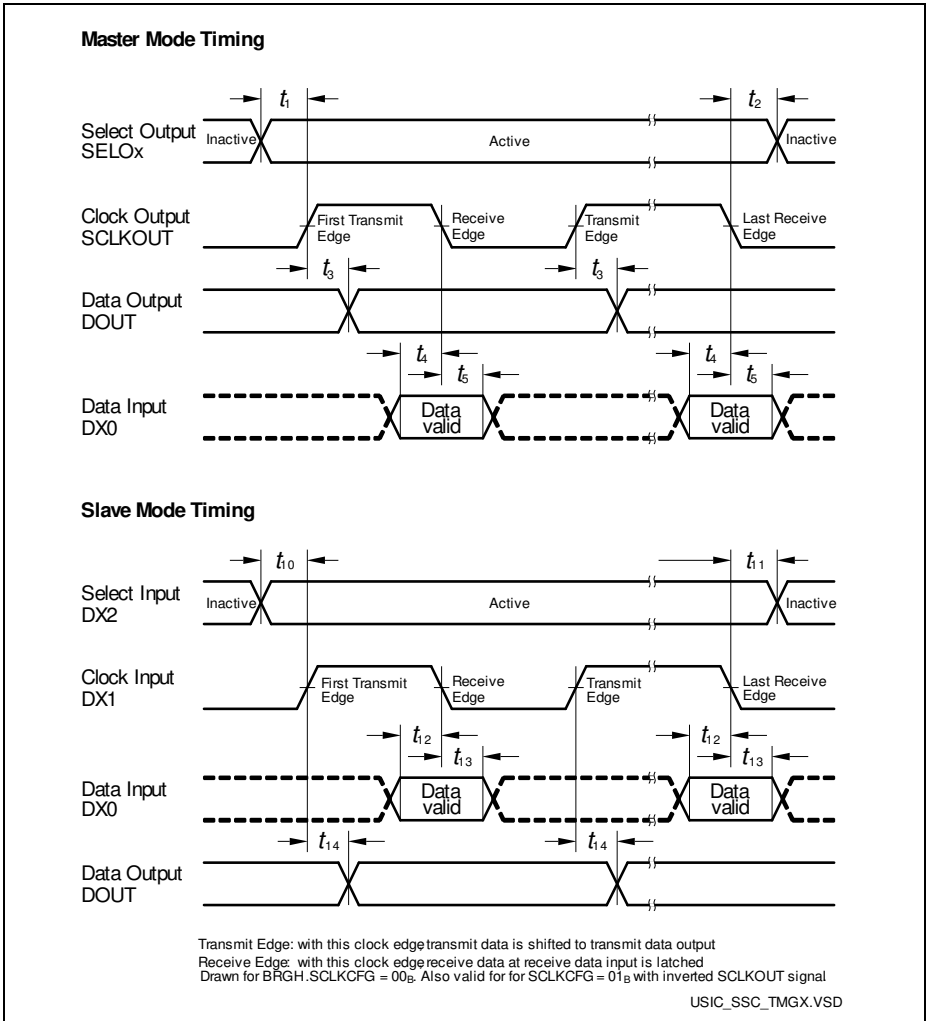 Master Mode Timing
t1
t2
Select Output
SELOx
Inactive
Active
Inactive
Clock Output
SCLKOUT
First Transmit
Edge
Receive
Edge
Transmit
Edge
Last Receive
Edge
t3
t3
Data Output
DOUT
t4
t5
t4
t5
Data Input
DX0
Data
valid
Data
valid
Slave Mode Timing
t10
t11
Select Input
DX2
Inactive
Active
Inactive
Clock Input
DX1
First Transmit
Edge
Receive
Edge
Transmit
Edge
Last Receive
Edge
t12
t13
t12
t13
Data Input
DX0
Data
valid
Data
valid
t14
t14
Data Output
DOUT
Transmit Edge: with this clock edge, transmit data is shifted to transmit data output
Receive Edge: with this clock edge, receive data at receive data input is latched
Drawn for BRGH.SCLKCFG = 00B. Also valid for for SCLKCFG = 01B with inverted SCLKOUT signal.
USIC_SSC_TMGX.VSD